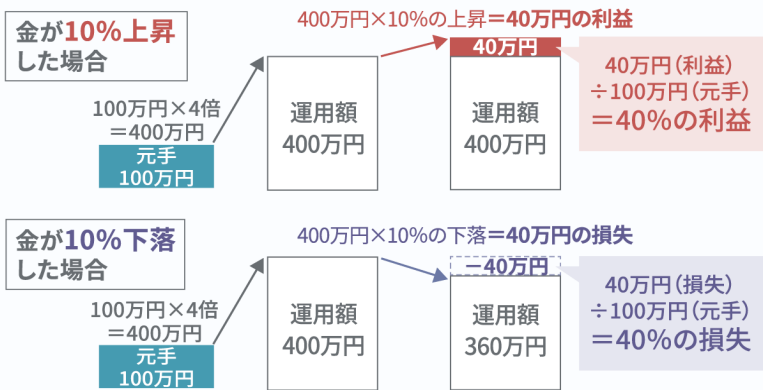 金が10%上昇
した場合
400万円×10%の上昇=40万円の利益
100万円×4倍
=400万円
元手
100万円
運用額
400万円
40万円
運用額
400万円
40万円(利益)
÷100万円(元手)
=40%の利益
金が10%下落
した場合
400万円×10%の下落=40万円の損失
100万円×4倍
=400万円
元手
100万円
運用額
400万円
−40万円
運用額
360万円
40万円(損失)
÷100万円(元手)
=40%の損失